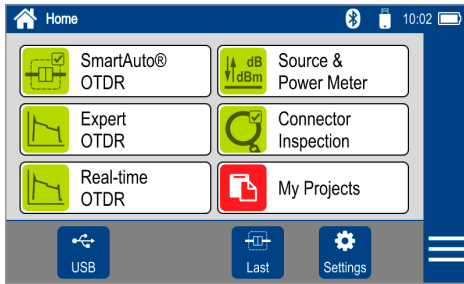 Home
10:02
SmartAuto®
OTDR
dB
dBm
Source &
Power Meter
Expert
OTDR
Connector
Inspection
Real-time
OTDR
My Projects
USB
Last
Settings